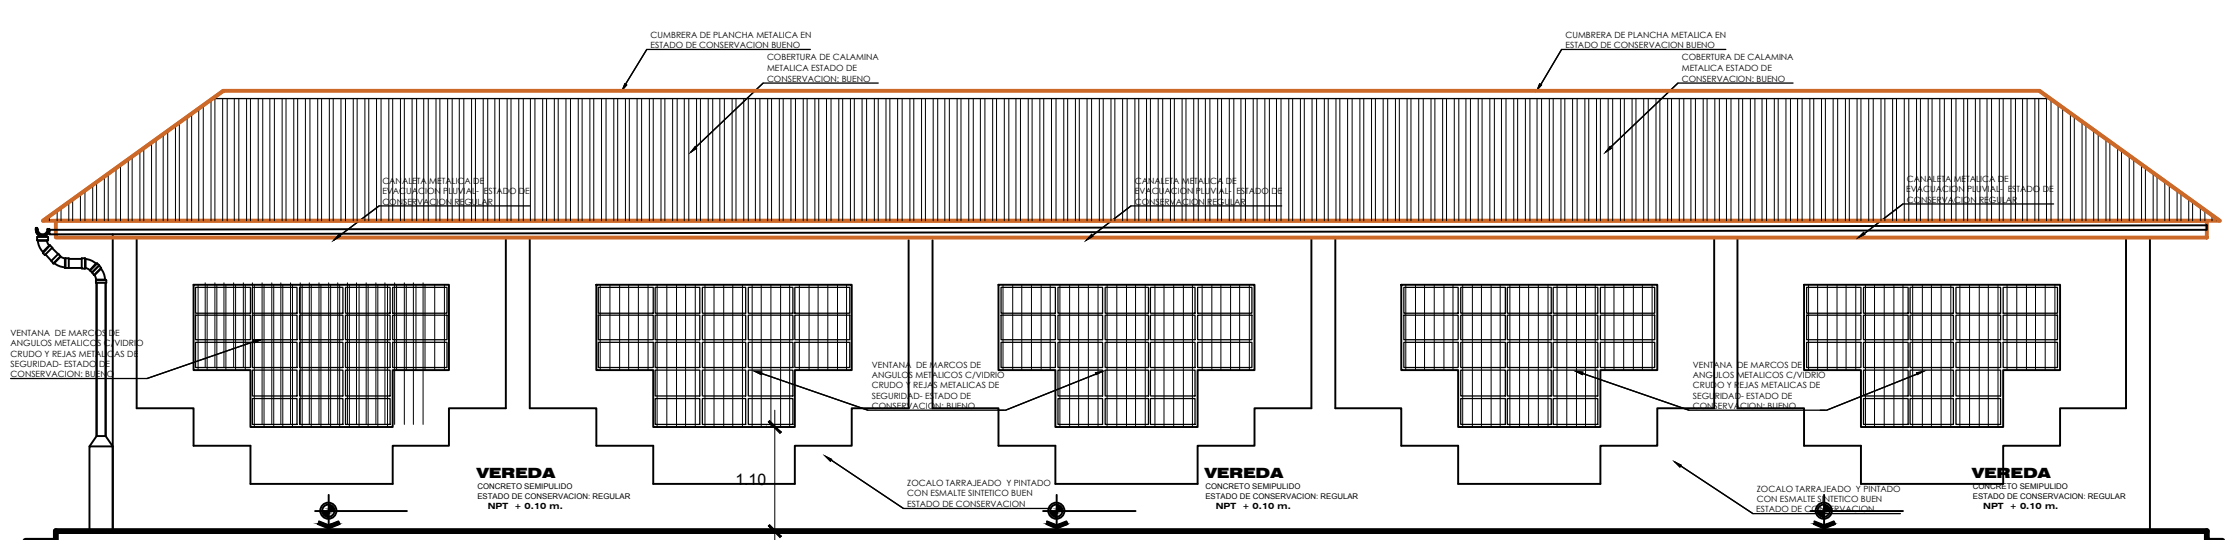 CUMBRERA DE PLANCHA METALICA EN
ESTADO DE CONSERVACION BUENO
COBERTURA DE CALAMINA
METALICA ESTADO DE
CONSERVACION: BUENO
CUMBRERA DE PLANCHA METALICA EN
ESTADO DE CONSERVACION BUENO
COBERTURA DE CALAMINA
METALICA ESTADO DE
CONSERVACION: BUENO
CANALETA METALICA DE
EVACUACION PLUVIAL- ESTADO DE
CONSERVACION REGULAR
CANALETA METALICA DE
EVACUACION PLUVIAL- ESTADO DE
CONSERVACION REGULAR
CANALETA METALICA DE
EVACUACION PLUVIAL- ESTADO DE
CONSERVACION REGULAR
VENTANA DE MARCOS DE
ANGULOS METALICOS C/VIDRIO
CRUDO Y REJAS METALICAS DE
SEGURIDAD- ESTADO DE
CONSERVACION: BUENO
VENTANA DE MARCOS DE
ANGULOS METALICOS C/VIDRIO
CRUDO Y REJAS METALICAS DE
SEGURIDAD- ESTADO DE
CONSERVACION: BUENO
VENTANA DE MARCOS DE
ANGULOS METALICOS C/VIDRIO
CRUDO Y REJAS METALICAS DE
SEGURIDAD- ESTADO DE
CONSERVACION: BUENO
VEREDA
CONCRETO SEMIPULIDO
ESTADO DE CONSERVACION: REGULAR
NPT + 0.10 m.
1.10
ZOCALO TARRAJEADO Y PINTADO
CON ESMALTE SINTETICO BUEN
ESTADO DE CONSERVACION
VEREDA
CONCRETO SEMIPULIDO
ESTADO DE CONSERVACION: REGULAR
NPT + 0.10 m.
ZOCALO TARRAJEADO Y PINTADO
CON ESMALTE SINTETICO BUEN
ESTADO DE CONSERVACION
VEREDA
CONCRETO SEMIPULIDO
ESTADO DE CONSERVACION: REGULAR
NPT + 0.10 m.